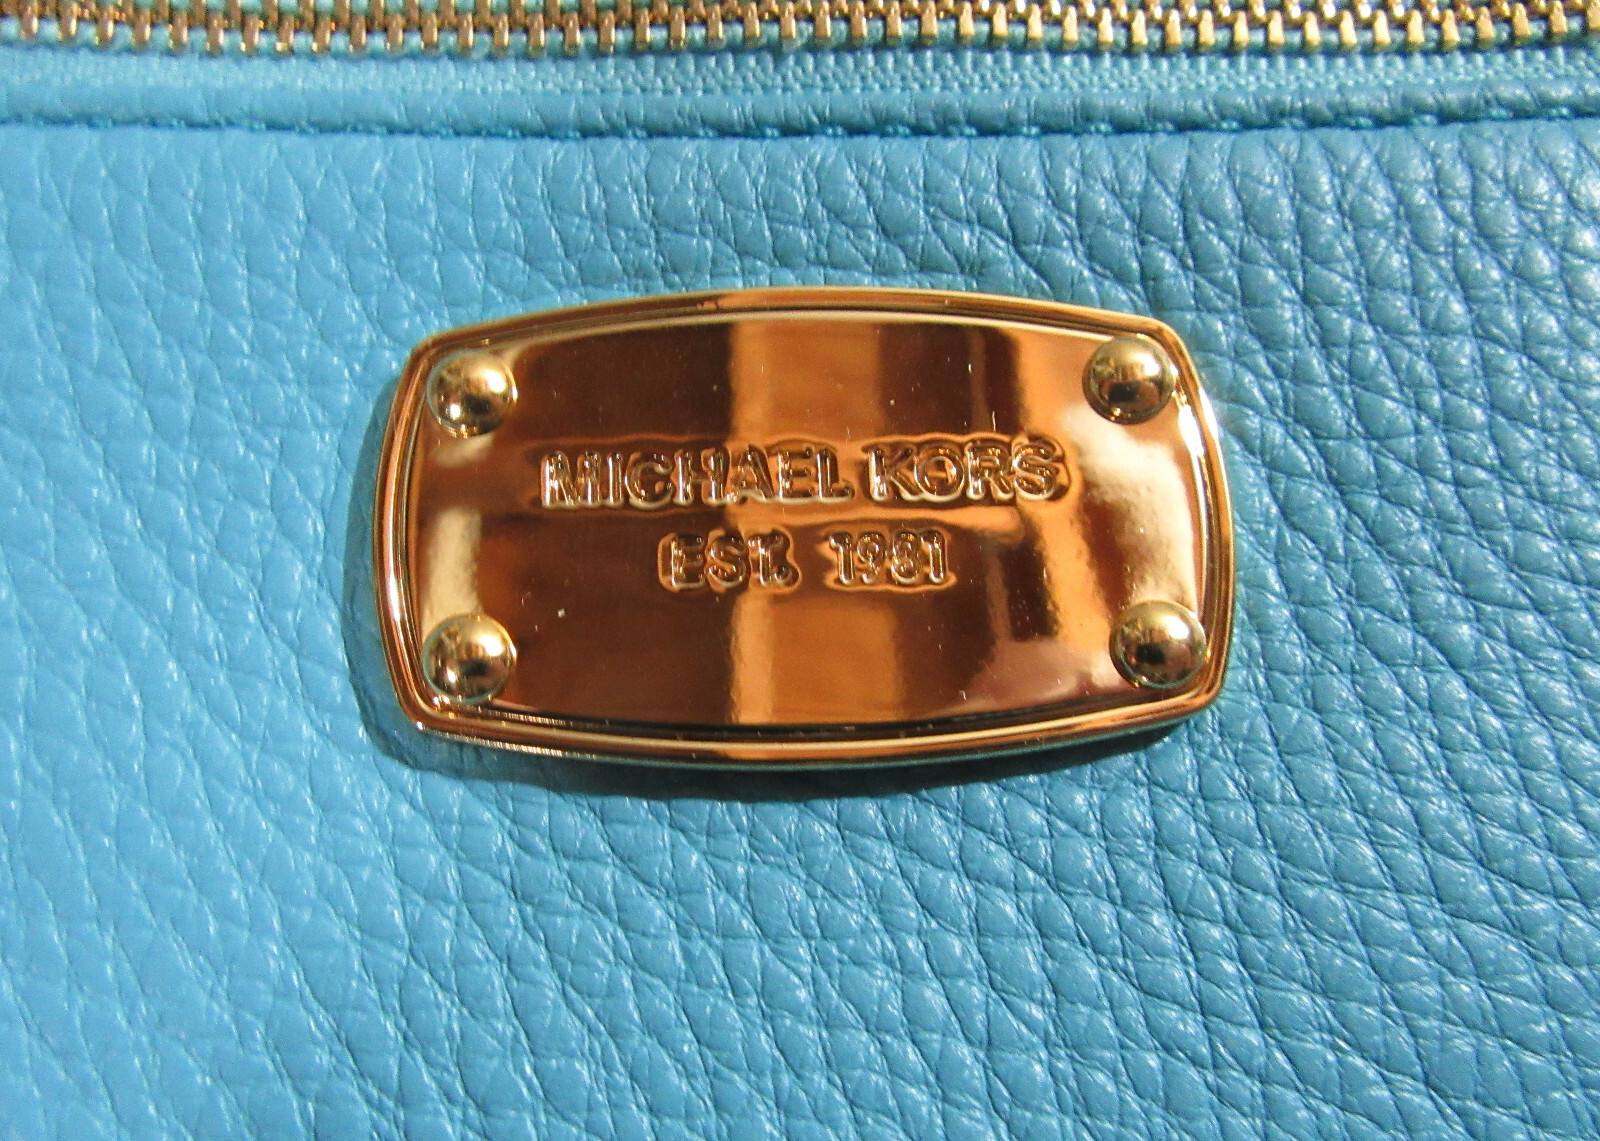 MICHAEL KORS
EST. 1981